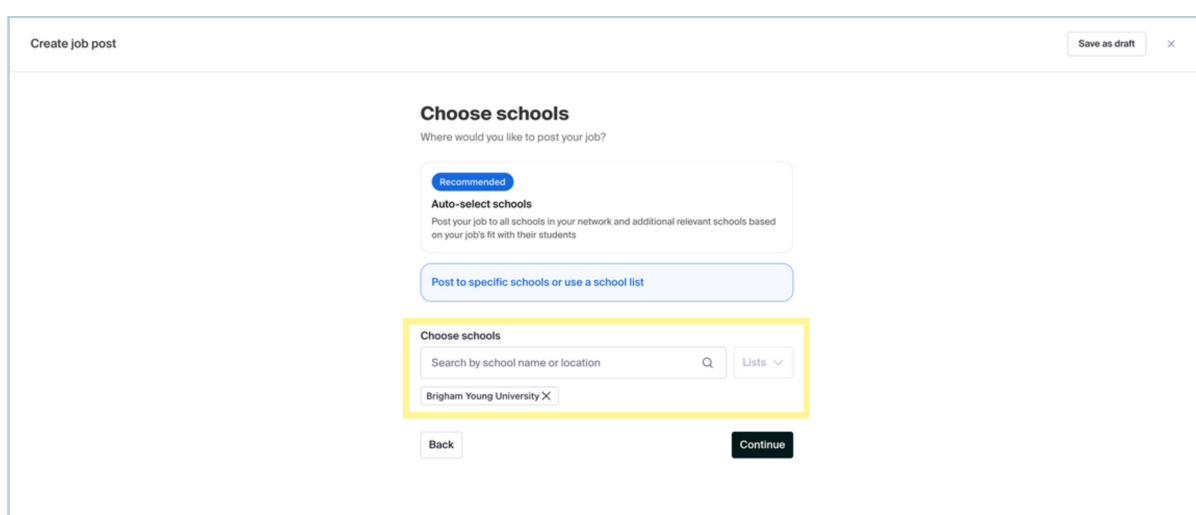 Create job post
Save as draft
Choose schools
Where would you like to post your job?
Recommended
Auto-select schools
Post your job to all schools in your network and additional relevant schools based
on your job's fit with their students
Post to specific schools or use a school list
Choose schools
Search by school name or location
Lists
Brigham Young University
Back
Continue